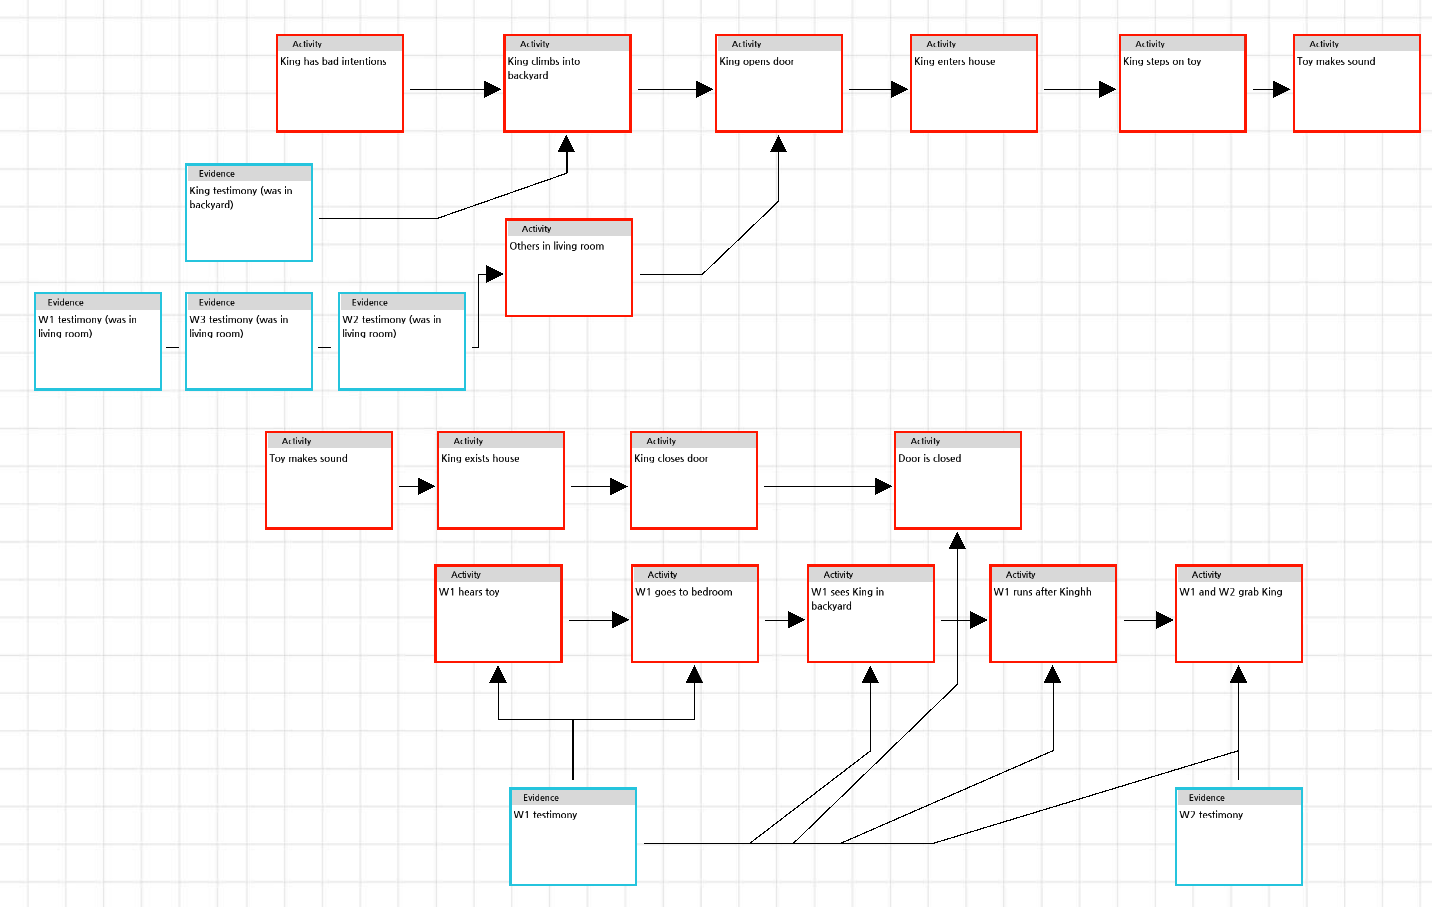 Activity
King has bad intentions
Activity
King climbs into
backyard
Activity
King opens door
Activity
King enters house
Activity
King steps on toy
Activity
Toy makes sound
Evidence
King testimony (was in
backyard)
Activity
Others in living room
Evidence
W1 testimony (was in
living room)
Evidence
W3 testimony (was in
living room)
Evidence
W2 testimony (was in
living room)
Activity
Toy makes sound
Activity
King exists house
Activity
King closes door
Activity
Door is closed
Activity
W1 hears toy
Activity
W1 goes to bedroom
Activity
W1 sees King in
backyard
Activity
W1 runs after Kinghh
Activity
W1 and W2 grab King
Evidence
W1 testimony
Evidence
W2 testimony